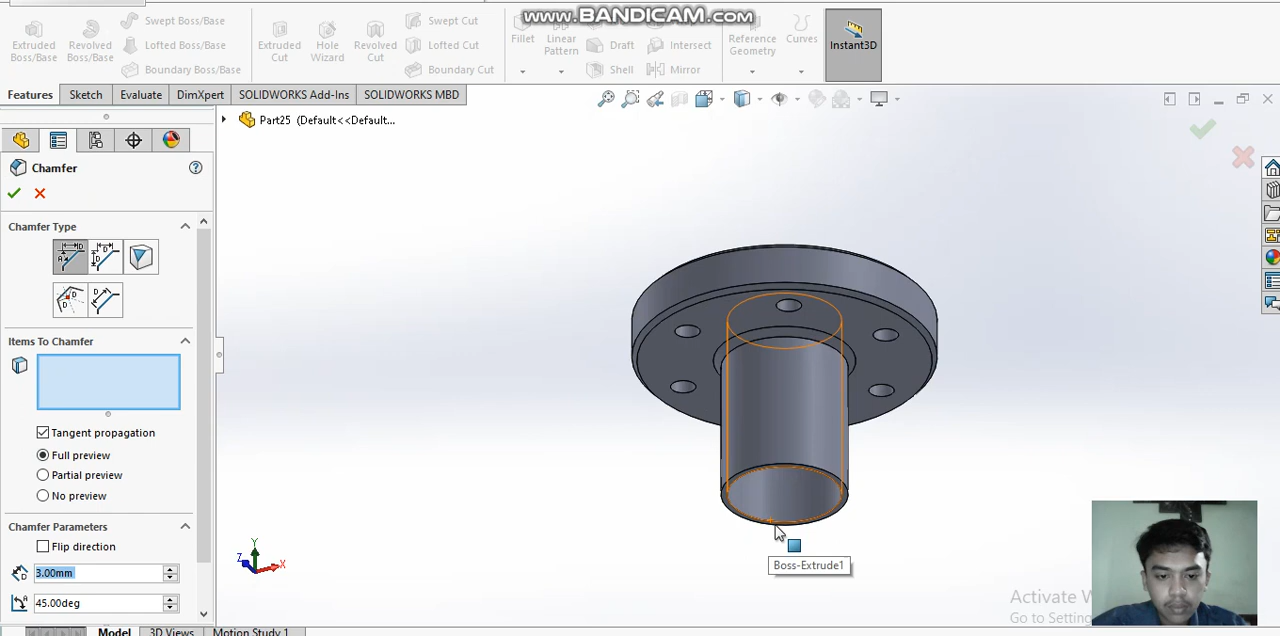 www.BANDICAM.com
Extruded Boss/Base
Revolved Boss/Base
Swept Boss/Base
Lofted Boss/Base
Boundary Boss/Base
Extruded Cut
Hole Wizard
Revolved Cut
Swept Cut
Lofted Cut
Boundary Cut
Fillet
Linear Pattern
Draft
Shell
Intersect
Mirror
Reference Geometry
Curves
Instant3D
Features
Sketch
Evaluate
DimXpert
SOLIDWORKS Add-Ins
SOLIDWORKS MBD
Part25 (Default<<Default...
Chamfer
Chamfer Type
Items To Chamfer
Tangent propagation
Full preview
Partial preview
No preview
Chamfer Parameters
Flip direction
3.00mm
45.00deg
Boss-Extrude1
Y
Z
X
Activate W
Go to Setting
Model
3D Views
Motion Study 1